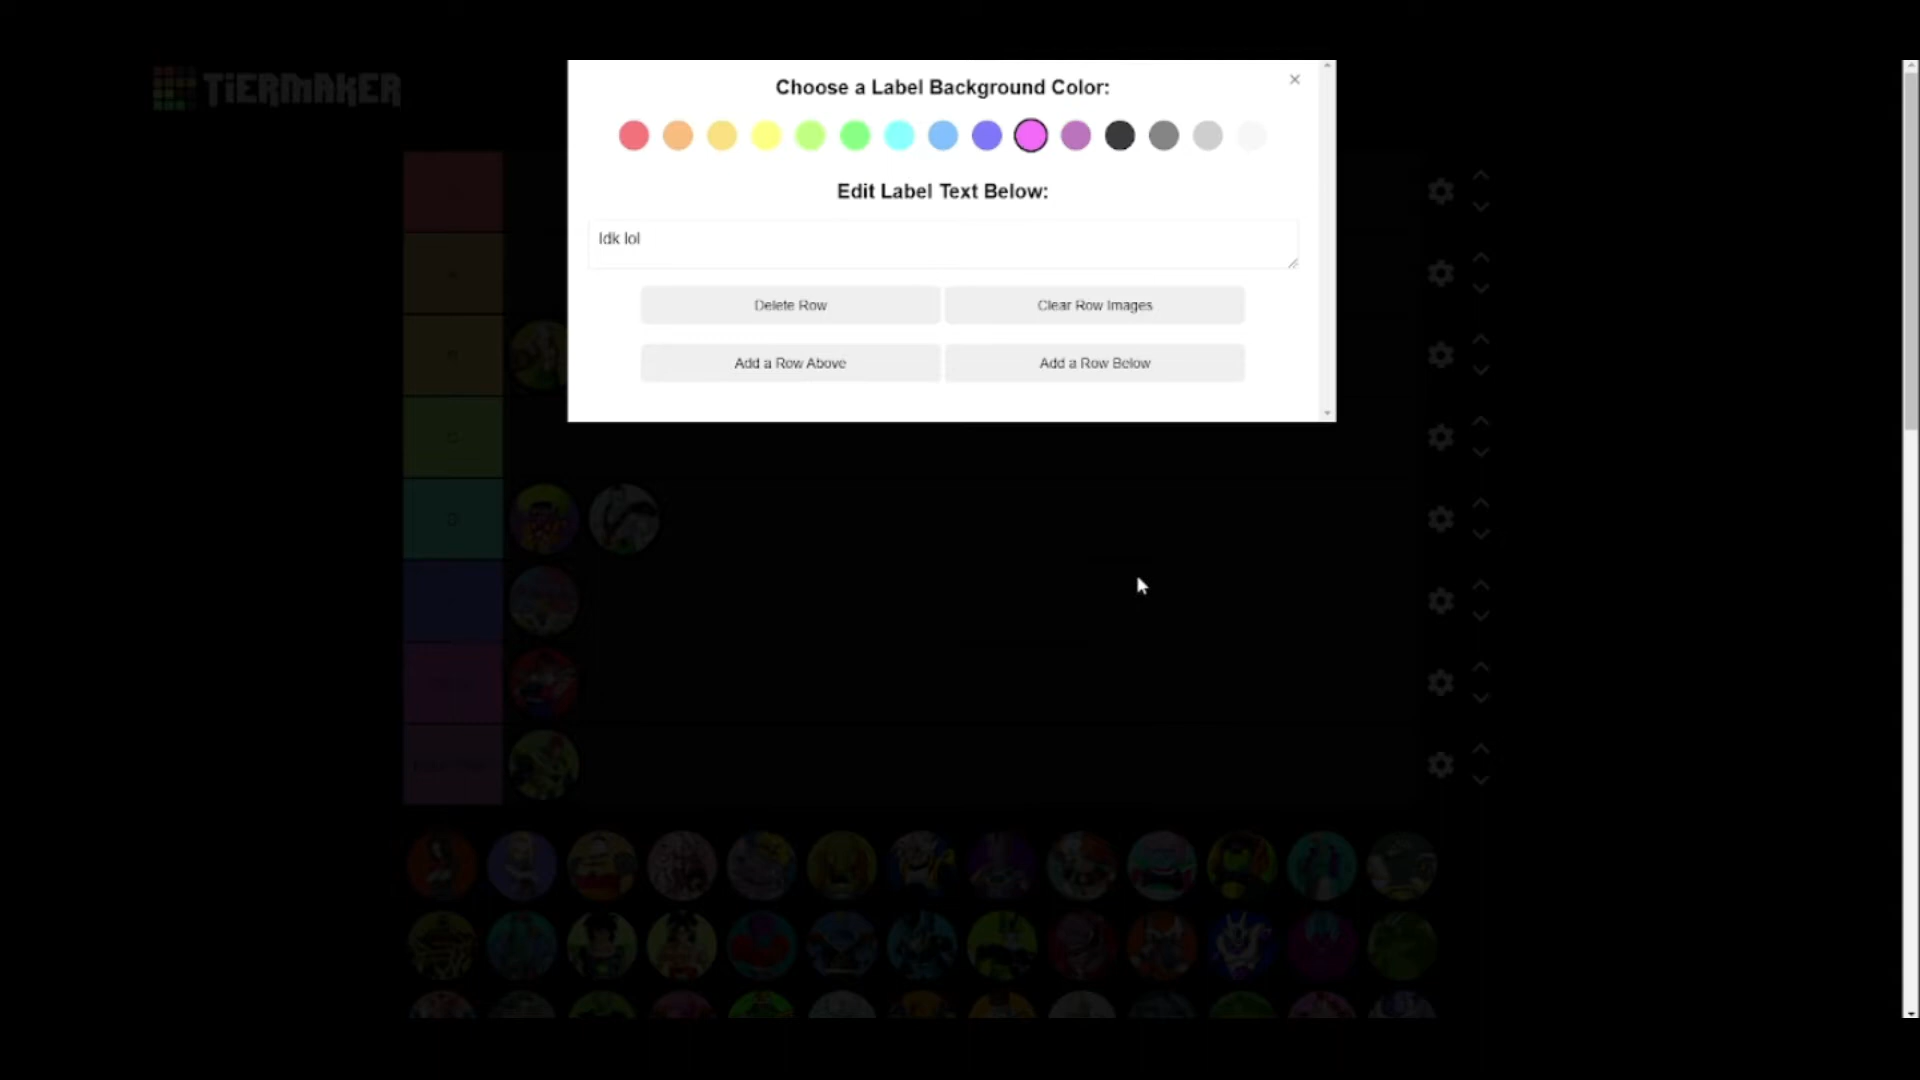 TiERMAKER
Choose a Label Background Color:
×
Edit Label Text Below:
Idk lol
Delete Row
Clear Row Images
Add a Row Above
Add a Row Below